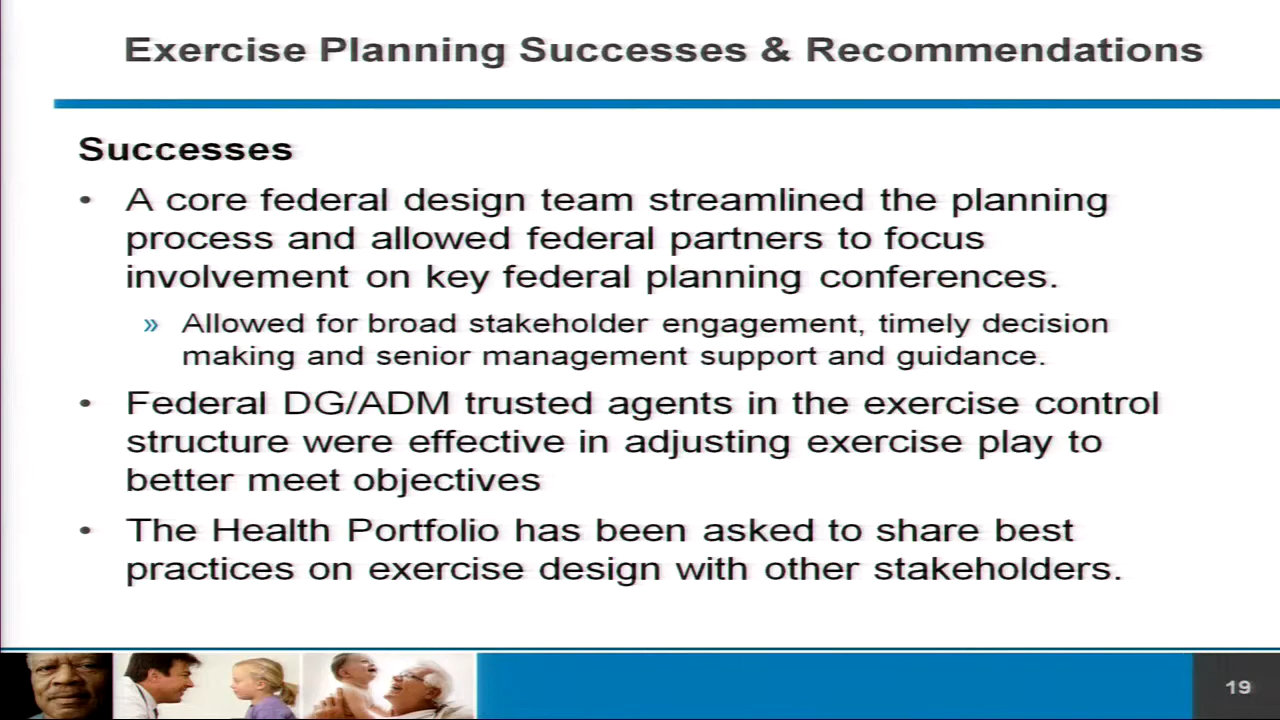 Exercise Planning Successes & Recommendations
Successes
• A core federal design team streamlined the planning
process and allowed federal partners to focus
involvement on key federal planning conferences.
» Allowed for broad stakeholder engagement, timely decision
making and senior management support and guidance.
• Federal DG/ADM trusted agents in the exercise control
structure were effective in adjusting exercise play to
better meet objectives
• The Health Portfolio has been asked to share best
practices on exercise design with other stakeholders.
19